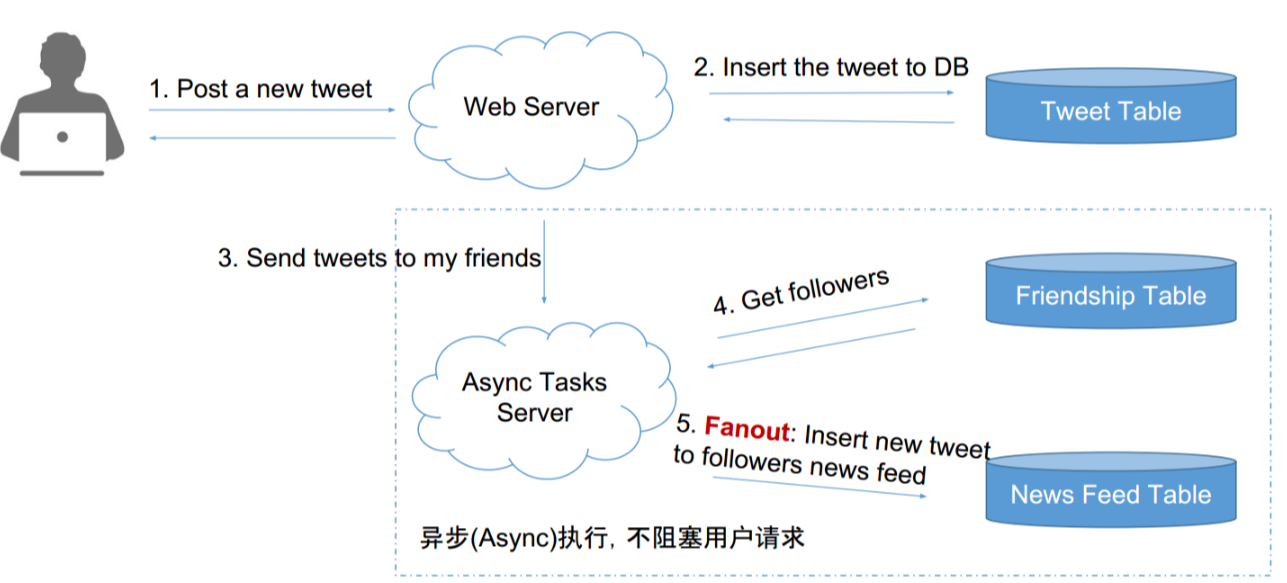 1. Post a new tweet
Web Server
2. Insert the tweet to DB
Tweet Table
3. Send tweets to my friends
4. Get followers
Friendship Table
Async Tasks
Server
5. Fanout: Insert new tweet
to followers news feed
News Feed Table
异步(Async)执行, 不阻塞用户请求